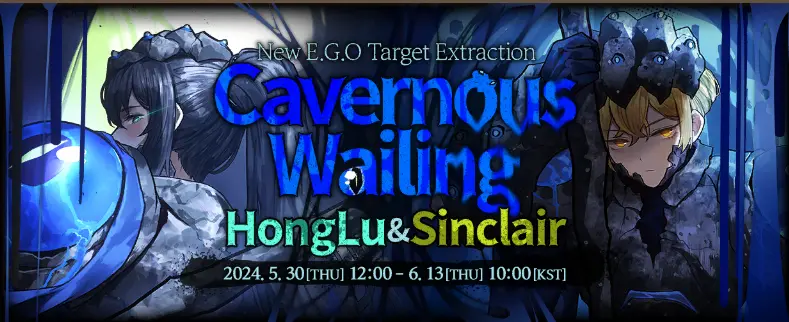 New E.G.O Target Extraction
Cavernous
Wailing
HongLu&Sinclair
2024. 5. 30[THU] 12:00 – 6. 13[THU] 10:00[KST]